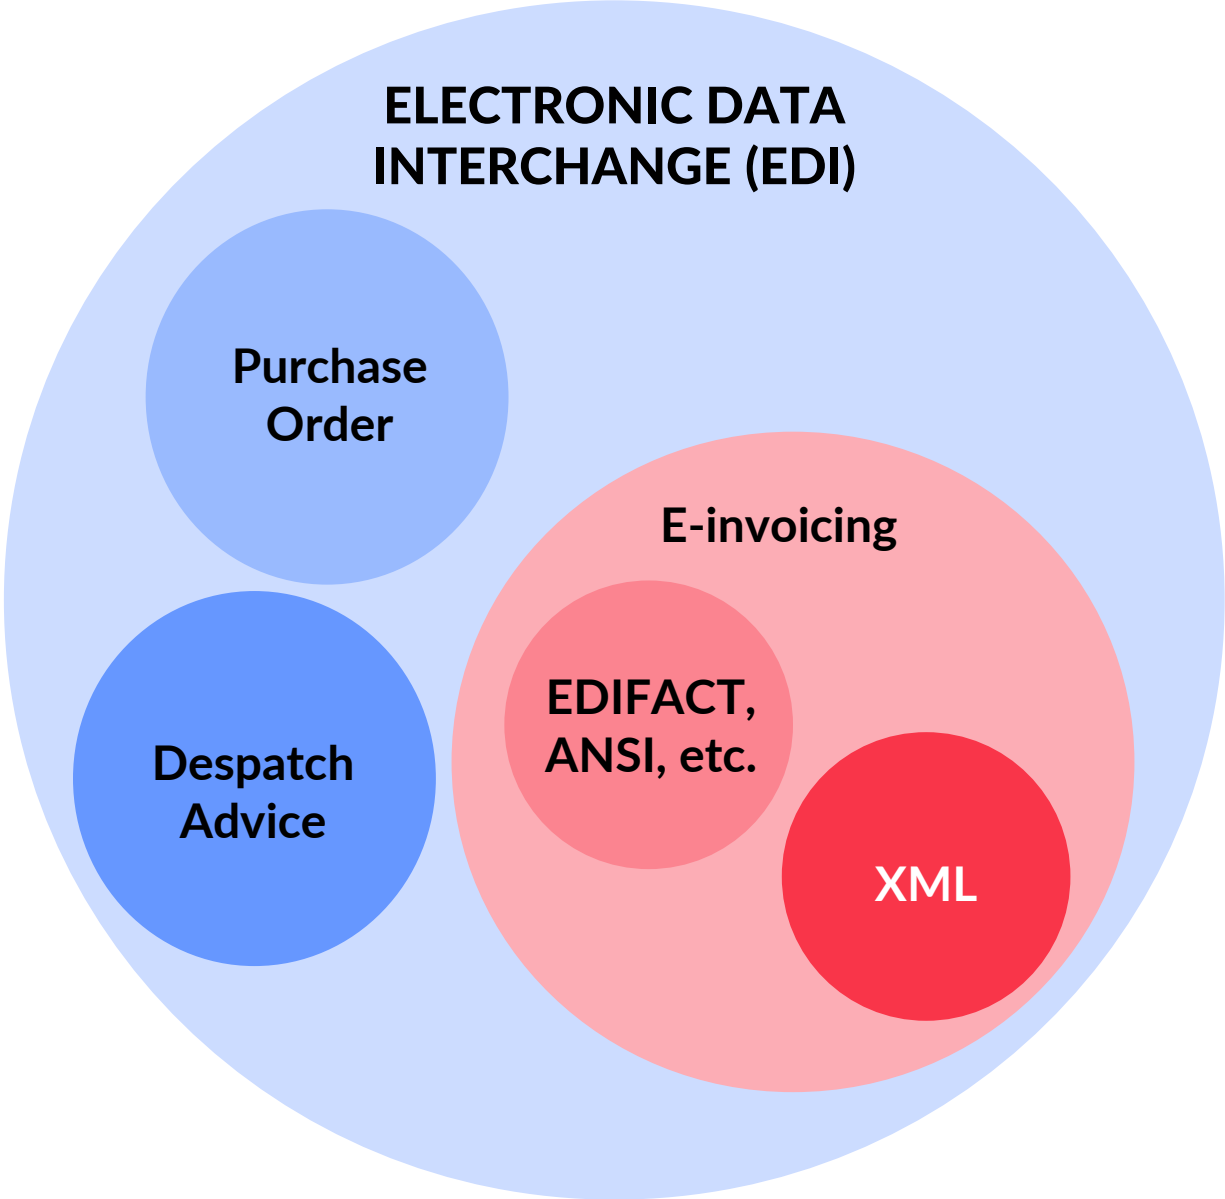 ELECTRONIC DATA
INTERCHANGE (EDI)
Purchase
Order
E-invoicing
EDIFACT,
ANSI, etc.
Despatch
Advice
XML